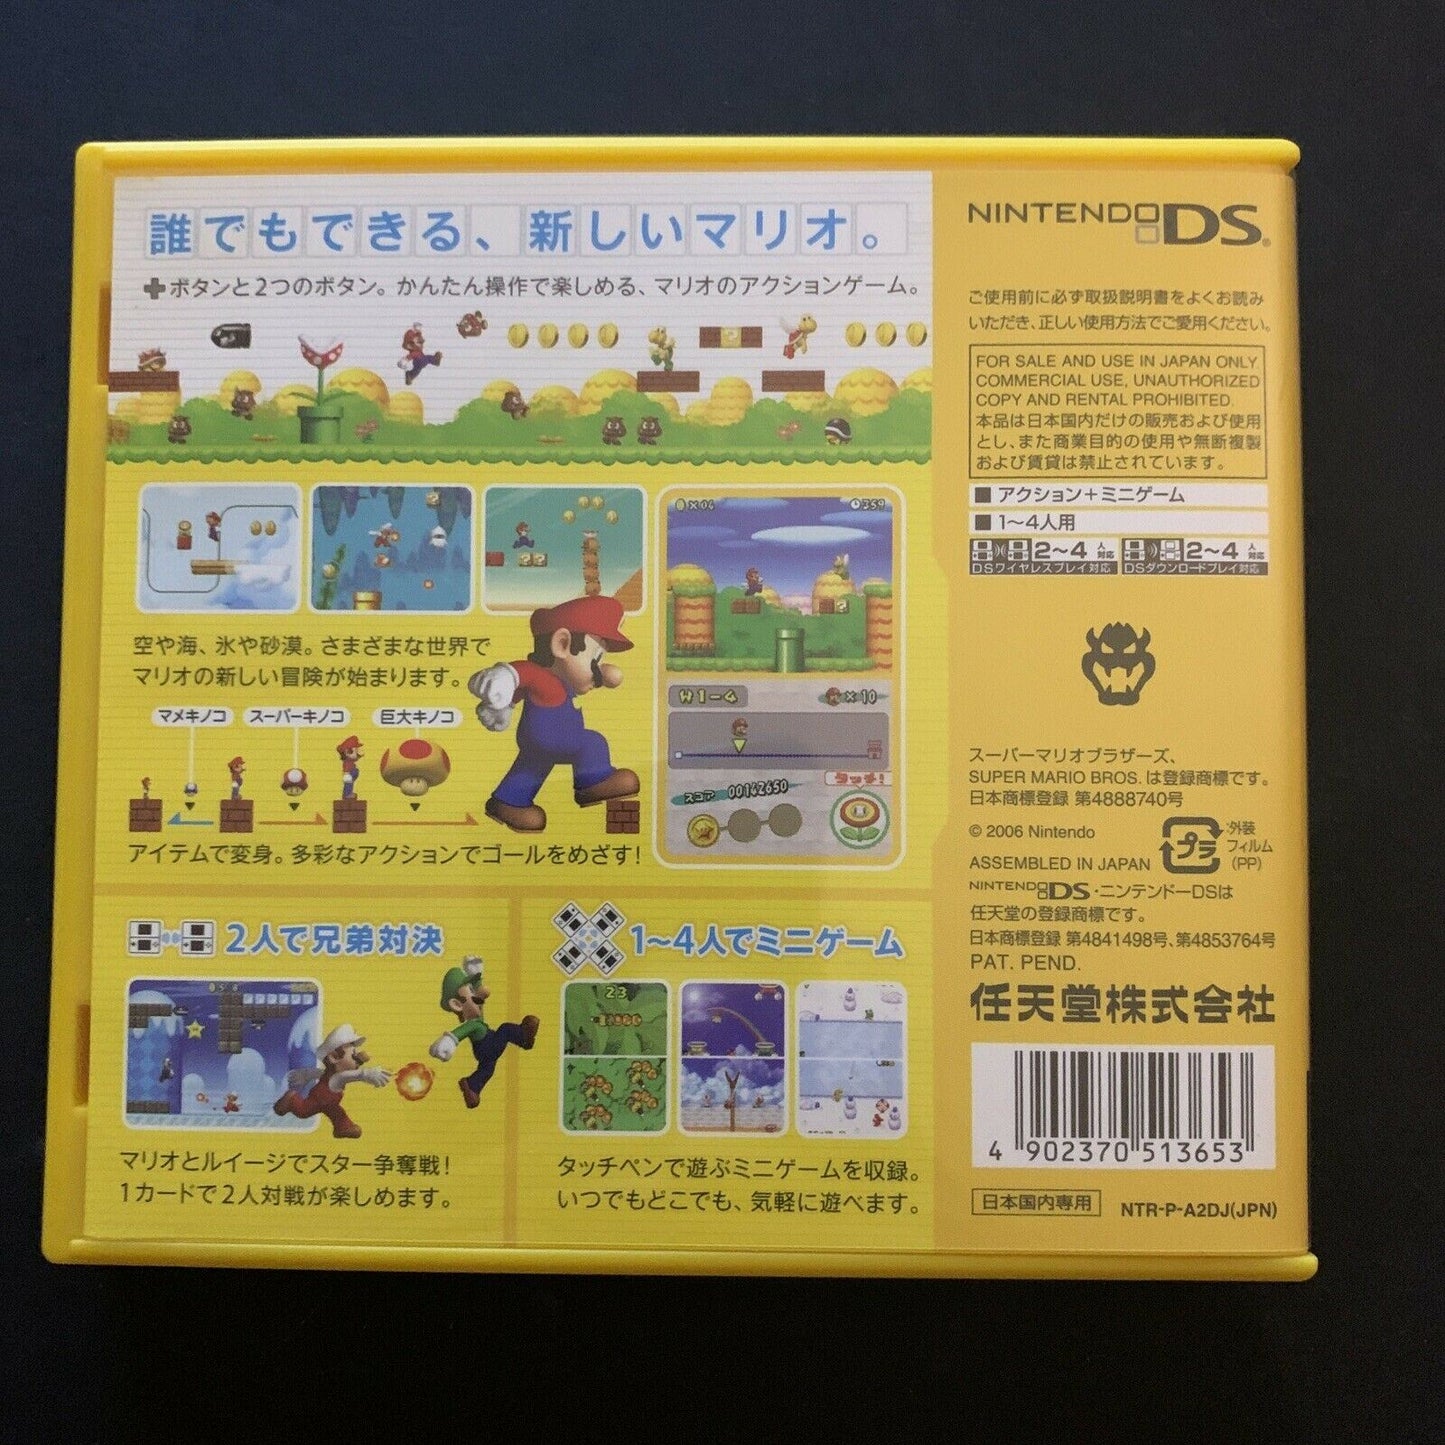 誰でもできる、新しいマリオ。
✚ボタンと2つのボタン。かんたん操作で楽しめる、マリオのアクションゲーム。
×04
359
空や海、氷や砂漠。さまざまな世界で
マリオの新しい冒険が始まります。
マメキノコ スーパーキノコ 巨大キノコ
アイテムで変身。多彩なアクションでゴールをめざす!
W1-4
×10
タッチ!
スコア 00142650
2人で兄弟対決
マリオとルイージでスター争奪戦!
1カードで2人対戦が楽しめます。
1〜4人でミニゲーム
23
タッチペンで遊ぶミニゲームを収録。
いつでもどこでも、気軽に遊べます。
NINTENDO DS®
ご使用前に必ず取扱説明書をよくお読み
いただき、正しい使用方法でご愛用ください。
FOR SALE AND USE IN JAPAN ONLY.
COMMERCIAL USE, UNAUTHORIZED
COPY AND RENTAL PROHIBITED.
本品は日本国内だけの販売および使用
とし、また商業目的の使用や無断複製
および賃貸は禁止されています。
■ アクション+ミニゲーム
■ 1〜4人用
2〜4人対応
DSワイヤレスプレイ対応
2〜4人対応
DSダウンロードプレイ対応
スーパーマリオブラザーズ、
SUPER MARIO BROS. は登録商標です。
日本商標登録 第4888740号
© 2006 Nintendo
ASSEMBLED IN JAPAN
プラ
:外装
フィルム
(PP)
NINTENDO DS・ニンテンドーDSは
任天堂の登録商標です。
日本商標登録 第4841498号、第4853764号
PAT. PEND.
任天堂株式会社
4 902370 513653
日本国内専用
NTR-P-A2DJ(JPN)